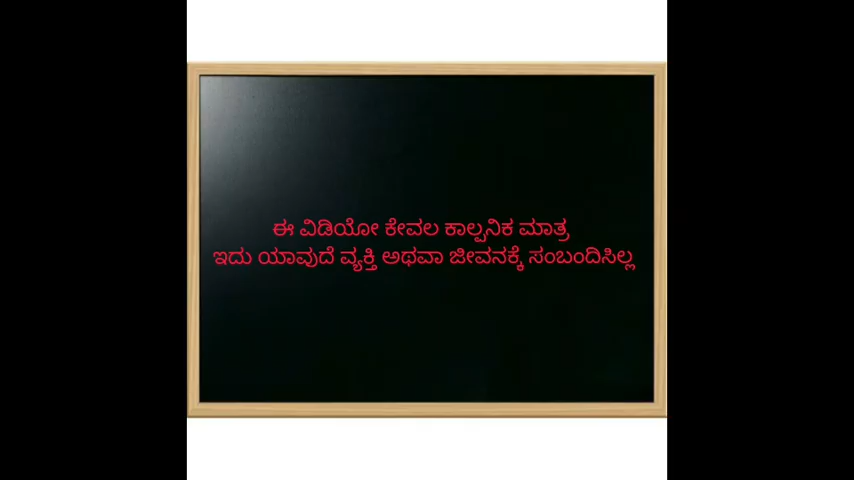 ಈ ವಿಡಿಯೋ ಕೇವಲ ಕಾಲ್ಪನಿಕ ಮಾತ್ರ
ಇದು ಯಾವುದೆ ವ್ಯಕ್ತಿ ಅಥವಾ ಜೀವನಕ್ಕೆ ಸಂಬಂದಿಸಿಲ್ಲ